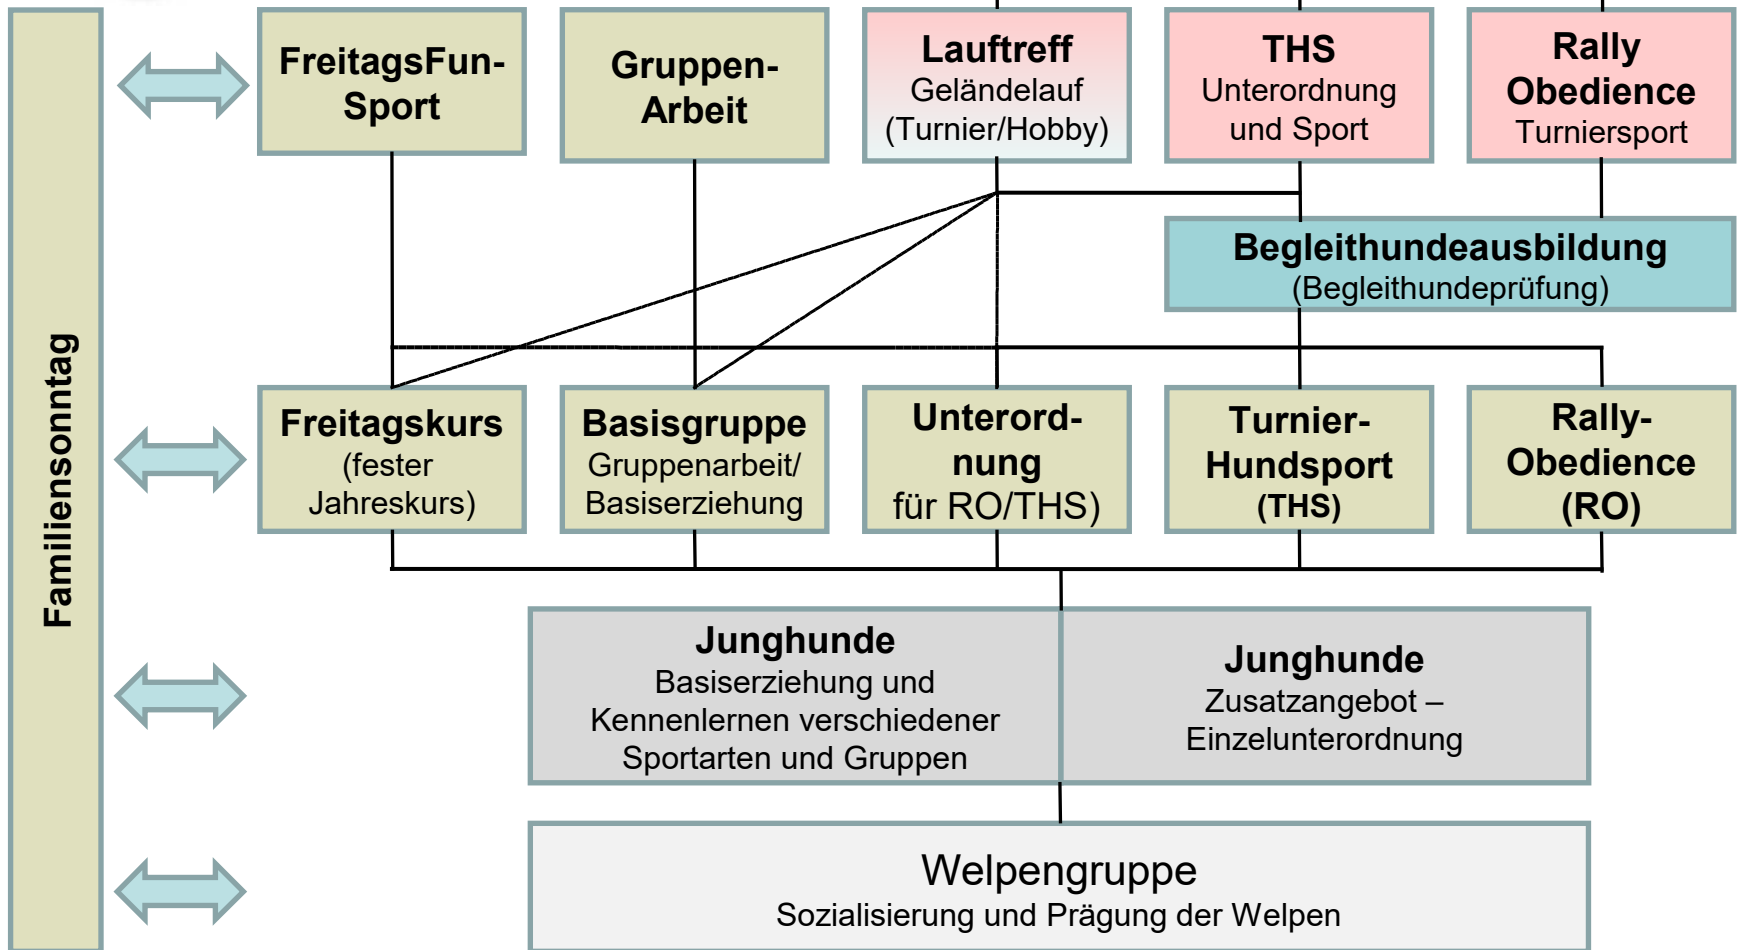 Familiensonntag
FreitagsFun-
Sport
Gruppen-
Arbeit
Lauftreff
Geländelauf
(Turnier/Hobby)
THS
Unterordnung
und Sport
Rally
Obedience
Turniersport
Begleithundeausbildung
(Begleithundeprüfung)
Freitagskurs
(fester
Jahreskurs)
Basisgruppe
Gruppenarbeit/
Basiserziehung
Unterord-
nung
für RO/THS)
Turnier-
Hundsport
(THS)
Rally-
Obedience
(RO)
Junghunde
Basiserziehung und
Kennenlernen verschiedener
Sportarten und Gruppen
Junghunde
Zusatzangebot –
Einzelunterordnung
Welpengruppe
Sozialisierung und Prägung der Welpen